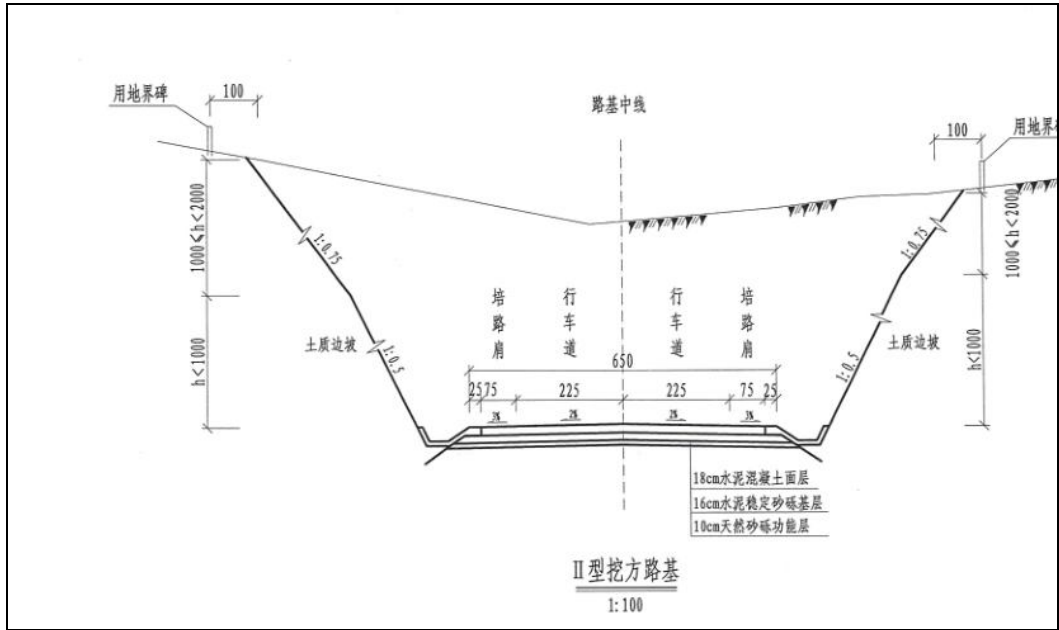 用地界碑
100
路基中线
100
用地界
1000≤h<2000
1:0.75
1:0.75
1000≤h<2000
培路肩
行车道
行车道
培路肩
土质边坡
土质边坡
h<1000
1:0.5
1:0.5
h<1000
650
25
75
225
225
75
25
3%
2%
2%
3%
18cm水泥混凝土面层
16cm水泥稳定砂砾基层
10cm天然砂砾功能层
Ⅱ型挖方路基
1:100